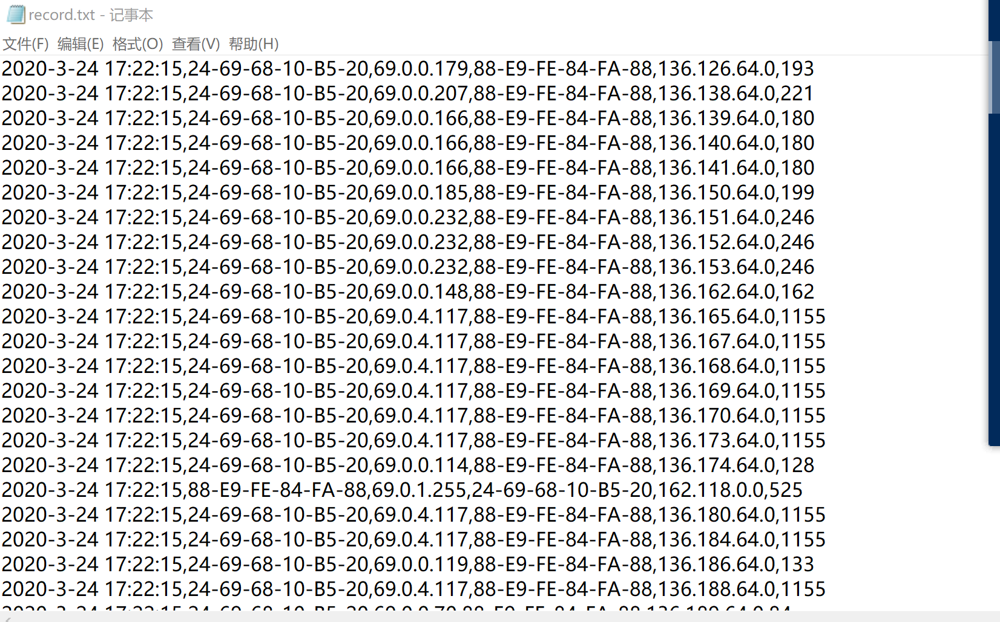 record.txt - 记事本
文件(F) 编辑(E) 格式(O) 查看(V) 帮助(H)
2020-3-24 17:22:15,24-69-68-10-B5-20,69.0.0.179,88-E9-FE-84-FA-88,136.126.64.0,193
2020-3-24 17:22:15,24-69-68-10-B5-20,69.0.0.207,88-E9-FE-84-FA-88,136.138.64.0,221
2020-3-24 17:22:15,24-69-68-10-B5-20,69.0.0.166,88-E9-FE-84-FA-88,136.139.64.0,180
2020-3-24 17:22:15,24-69-68-10-B5-20,69.0.0.166,88-E9-FE-84-FA-88,136.140.64.0,180
2020-3-24 17:22:15,24-69-68-10-B5-20,69.0.0.166,88-E9-FE-84-FA-88,136.141.64.0,180
2020-3-24 17:22:15,24-69-68-10-B5-20,69.0.0.185,88-E9-FE-84-FA-88,136.150.64.0,199
2020-3-24 17:22:15,24-69-68-10-B5-20,69.0.0.232,88-E9-FE-84-FA-88,136.151.64.0,246
2020-3-24 17:22:15,24-69-68-10-B5-20,69.0.0.232,88-E9-FE-84-FA-88,136.152.64.0,246
2020-3-24 17:22:15,24-69-68-10-B5-20,69.0.0.232,88-E9-FE-84-FA-88,136.153.64.0,246
2020-3-24 17:22:15,24-69-68-10-B5-20,69.0.0.148,88-E9-FE-84-FA-88,136.162.64.0,162
2020-3-24 17:22:15,24-69-68-10-B5-20,69.0.4.117,88-E9-FE-84-FA-88,136.165.64.0,1155
2020-3-24 17:22:15,24-69-68-10-B5-20,69.0.4.117,88-E9-FE-84-FA-88,136.167.64.0,1155
2020-3-24 17:22:15,24-69-68-10-B5-20,69.0.4.117,88-E9-FE-84-FA-88,136.168.64.0,1155
2020-3-24 17:22:15,24-69-68-10-B5-20,69.0.4.117,88-E9-FE-84-FA-88,136.169.64.0,1155
2020-3-24 17:22:15,24-69-68-10-B5-20,69.0.4.117,88-E9-FE-84-FA-88,136.170.64.0,1155
2020-3-24 17:22:15,24-69-68-10-B5-20,69.0.4.117,88-E9-FE-84-FA-88,136.173.64.0,1155
2020-3-24 17:22:15,24-69-68-10-B5-20,69.0.0.114,88-E9-FE-84-FA-88,136.174.64.0,128
2020-3-24 17:22:15,88-E9-FE-84-FA-88,69.0.1.255,24-69-68-10-B5-20,162.118.0.0,525
2020-3-24 17:22:15,24-69-68-10-B5-20,69.0.4.117,88-E9-FE-84-FA-88,136.180.64.0,1155
2020-3-24 17:22:15,24-69-68-10-B5-20,69.0.4.117,88-E9-FE-84-FA-88,136.184.64.0,1155
2020-3-24 17:22:15,24-69-68-10-B5-20,69.0.0.119,88-E9-FE-84-FA-88,136.186.64.0,133
2020-3-24 17:22:15,24-69-68-10-B5-20,69.0.4.117,88-E9-FE-84-FA-88,136.188.64.0,1155